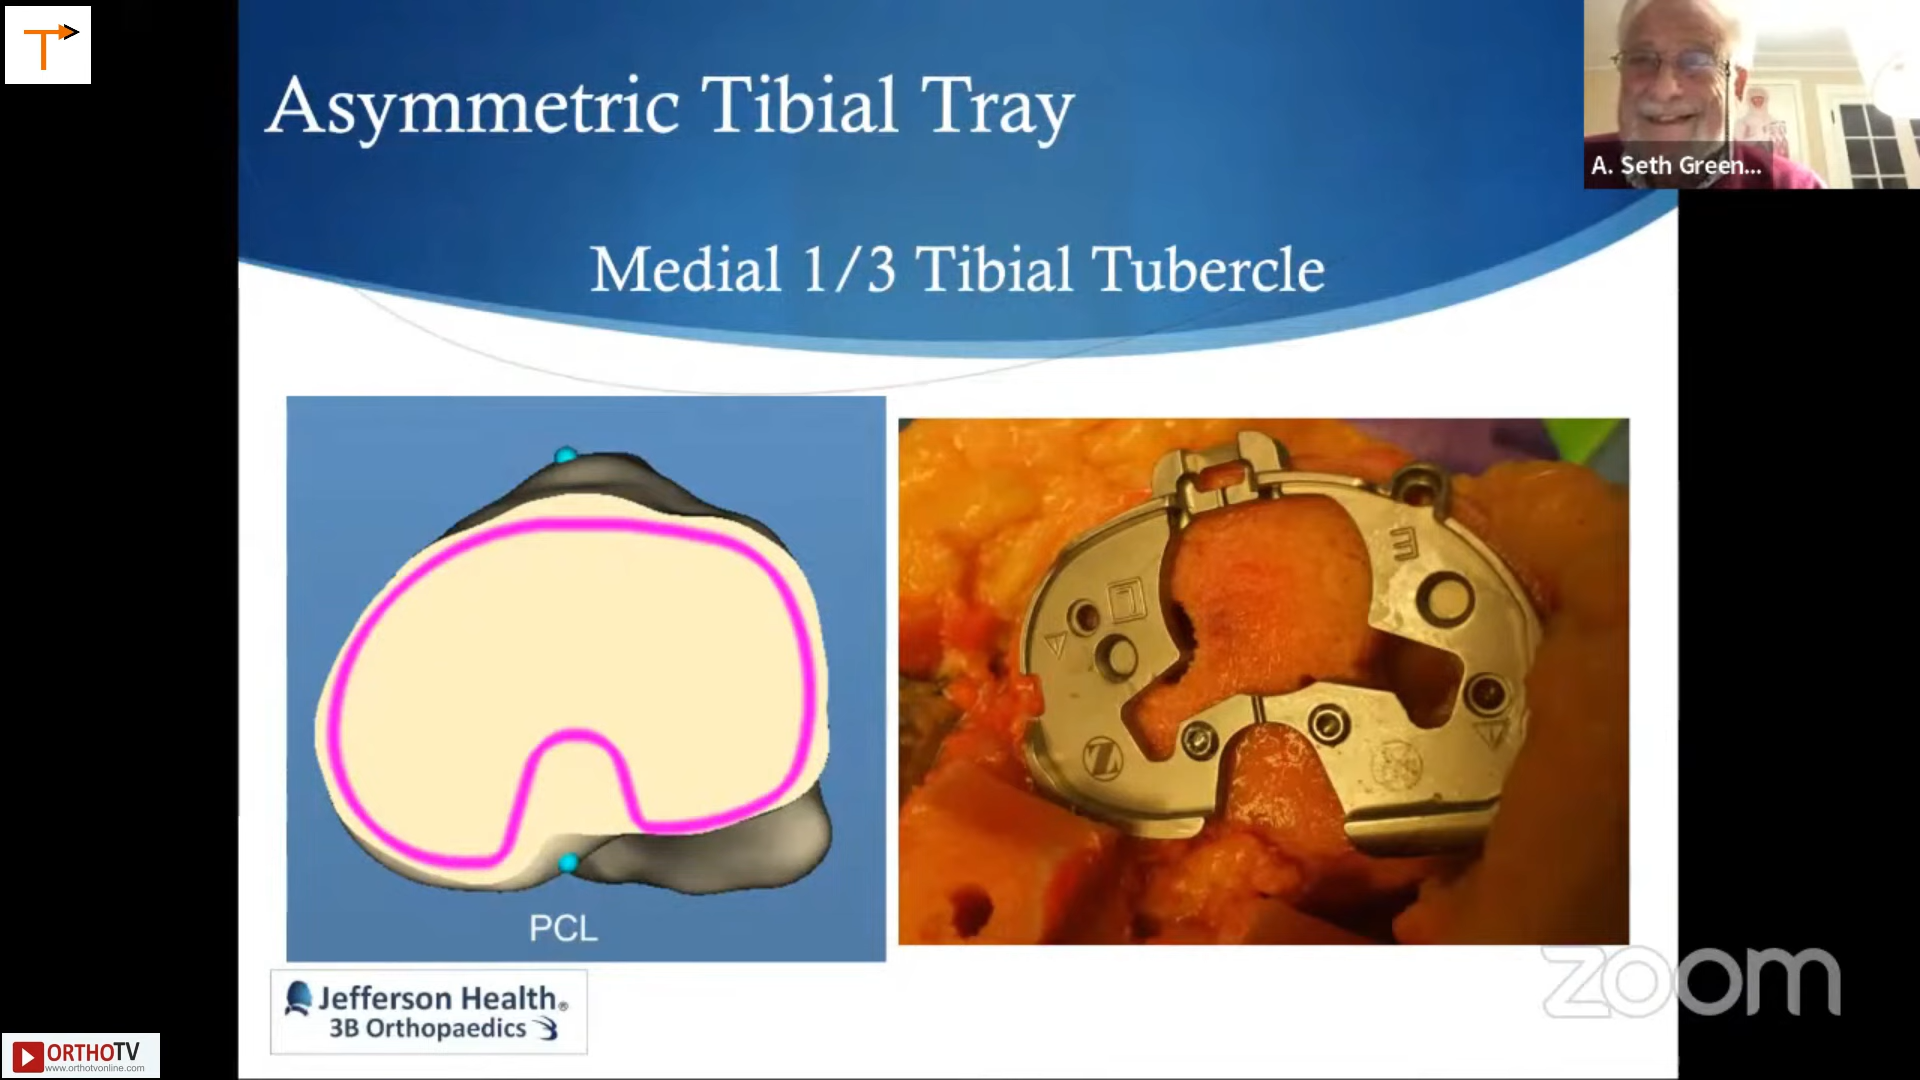 T
Asymmetric Tibial Tray
A. Seth Green...
Medial 1/3 Tibial Tubercle
E
L
Z
PCL
Jefferson Health®
3B Orthopaedics
zoom
ORTHOTV
www.orthotvonline.com